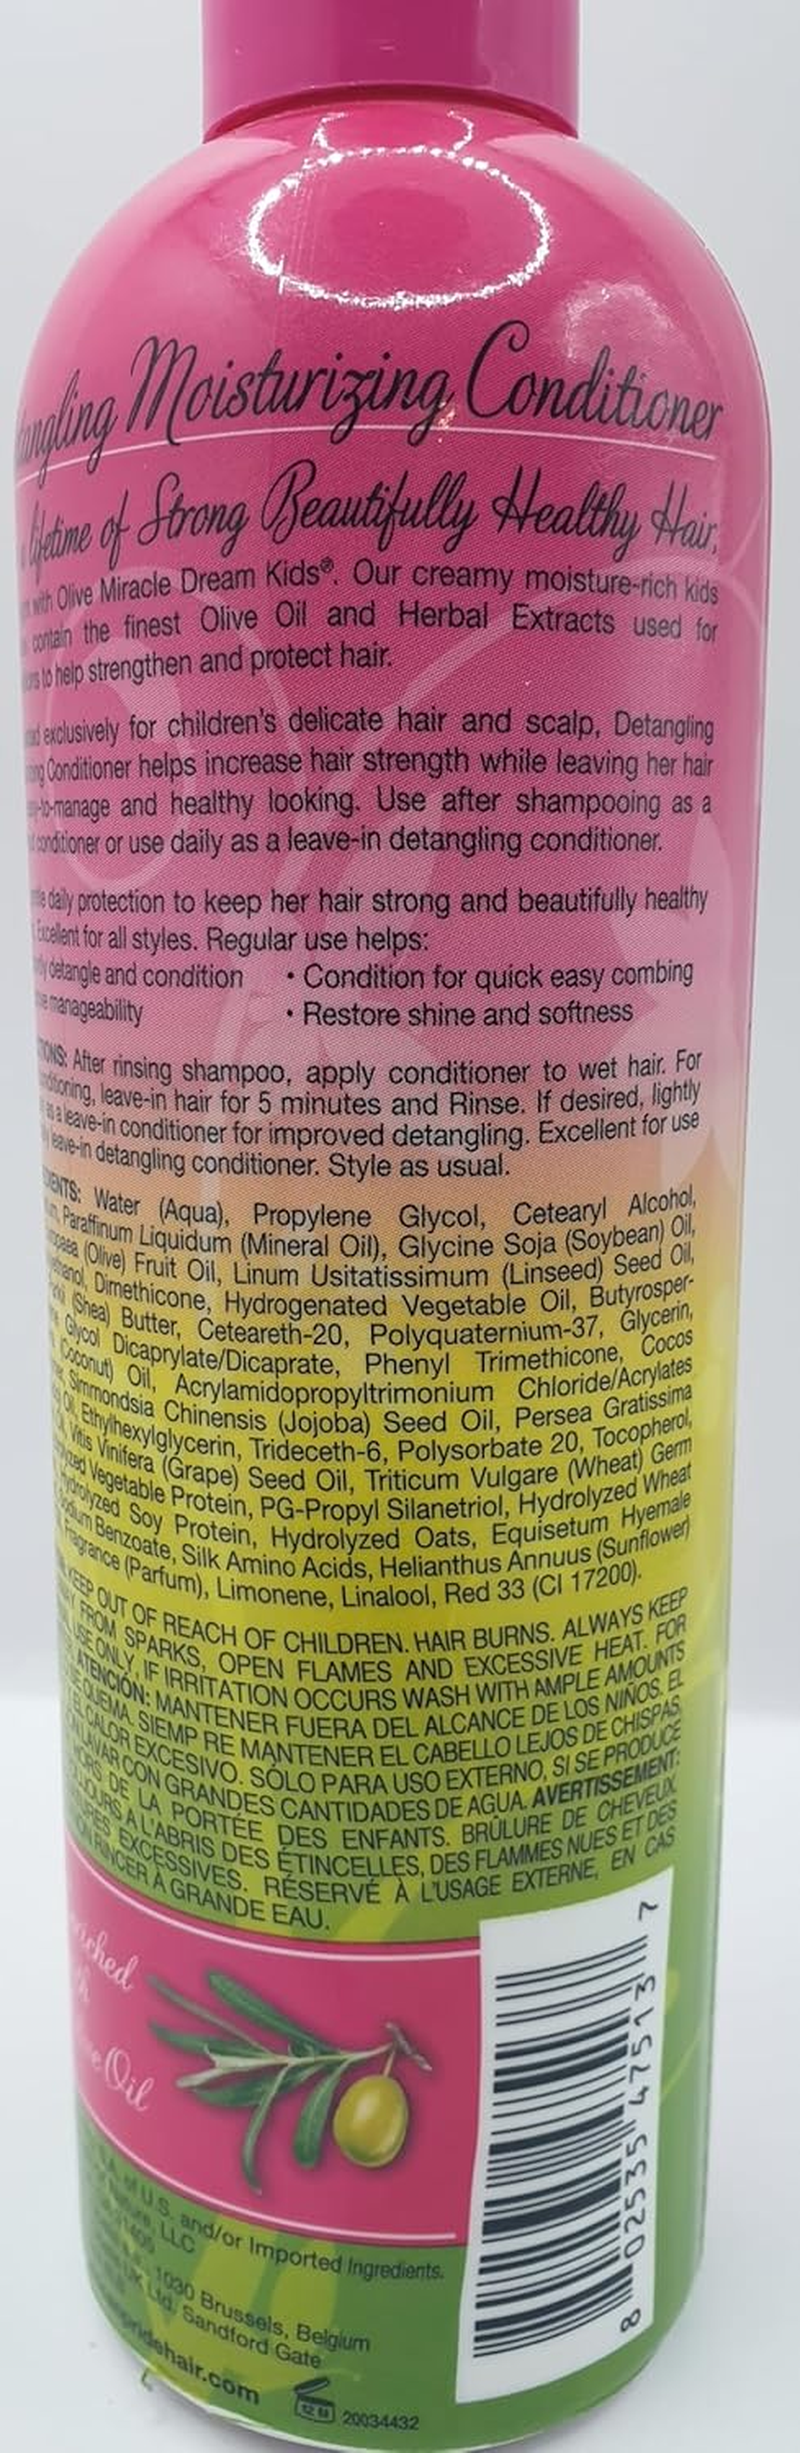 Moisturizing Conditioner
lifetime of Strong Beautifully Healthy Hair,
with Olive Miracle Dream Kids®. Our creamy moisture-rich kids
contain the finest Olive Oil and Herbal Extracts used for
to help strengthen and protect hair.
exclusively for children's delicate hair and scalp, Detangling
Conditioner helps increase hair strength while leaving her hair
and healthy looking. Use after shampooing as a
conditioner or use daily as a leave-in detangling conditioner.
daily protection to keep her hair strong and beautifully healthy
Excellent for all styles. Regular use helps:
detangle and condition • Condition for quick easy combing
manageability • Restore shine and softness
After rinsing shampoo, apply conditioner to wet hair. For
leave-in hair for 5 minutes and Rinse. If desired, lightly
as a leave-in conditioner for improved detangling. Excellent for use
leave-in detangling conditioner. Style as usual.
Water (Aqua), Propylene Glycol, Cetearyl Alcohol,
Paraffinum Liquidum (Mineral Oil), Glycine Soja (Soybean) Oil,
(Olive) Fruit Oil, Linum Usitatissimum (Linseed) Seed Oil,
Dimethicone, Hydrogenated Vegetable Oil, Butyrosper-
(Shea) Butter, Ceteareth-20, Polyquaternium-37, Glycerin,
Glycol Dicaprylate/Dicaprate, Phenyl Trimethicone, Cocos
Coconut) Oil, Acrylamidopropyltrimonium Chloride/Acrylates
Simmondsia Chinensis (Jojoba) Seed Oil, Persea Gratissima
Oil, Ethylhexylglycerin, Trideceth-6, Polysorbate 20, Tocopherol,
Vitis Vinifera (Grape) Seed Oil, Triticum Vulgare (Wheat) Germ
Vegetable Protein, PG-Propyl Silanetriol, Hydrolyzed Wheat
Hydrolyzed Soy Protein, Hydrolyzed Oats, Equisetum Hyemale
Benzoate, Silk Amino Acids, Helianthus Annuus (Sunflower)
Fragrance (Parfum), Limonene, Linalool, Red 33 (CI 17200).
KEEP OUT OF REACH OF CHILDREN. HAIR BURNS. ALWAYS KEEP
FROM SPARKS, OPEN FLAMES AND EXCESSIVE HEAT. FOR
USE ONLY, IF IRRITATION OCCURS WASH WITH AMPLE AMOUNTS
ATENCIÓN: MANTENER FUERA DEL ALCANCE DE LOS NIÑOS. EL
QUEMA. SIEMP RE MANTENER EL CABELLO LEJOS DE CHISPAS,
EL CALOR EXCESIVO. SÓLO PARA USO EXTERNO, SI SE PRODUCE
LAVAR CON GRANDES CANTIDADES DE AGUA. AVERTISSEMENT:
HORS DE LA PORTÉE DES ENFANTS. BRÛLURE DE CHEVEUX.
TOUJOURS A L'ABRIS DES ÉTINCELLES, DES FLAMMES NUES ET DES
EXCESSIVES. RÉSERVÉ À L'USAGE EXTERNE, EN CAS
RINCER À GRANDE EAU.
Oil
of U.S. and/or Imported Ingredients.
LLC
1030 Brussels, Belgium
UK Ltd. Sandford Gate
pridehair.com
12 M 20034432
8 02535 47513 7